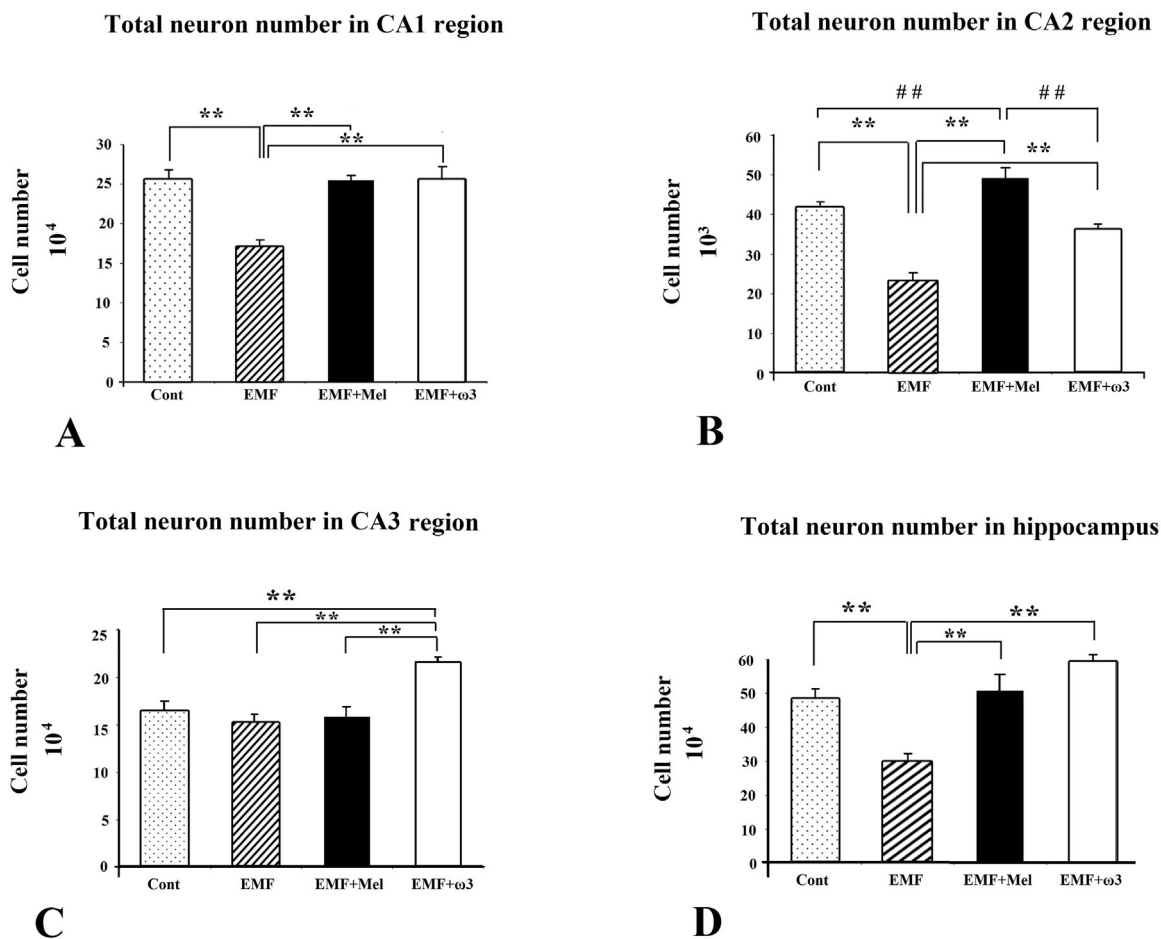 Total neuron number in CA1 region
**
**
**
Cell number
10⁴
30
25
20
15
10
5
0
Cont
EMF
EMF+Mel
EMF+ω3
A
Total neuron number in CA2 region
# #
# #
**
**
**
Cell number
10³
60
50
40
30
20
10
0
Cont
EMF
EMF+Mel
EMF+ω3
B
Total neuron number in CA3 region
**
**
**
Cell number
10⁴
25
20
15
15
10
5
0
Cont
EMF
EMF+Mel
EMF+ω3
C
Total neuron number in hippocampus
**
**
**
Cell number
10⁴
60
50
40
30
60
10
0
Cont
EMF
EMF+Mel
EMF+ω3
D